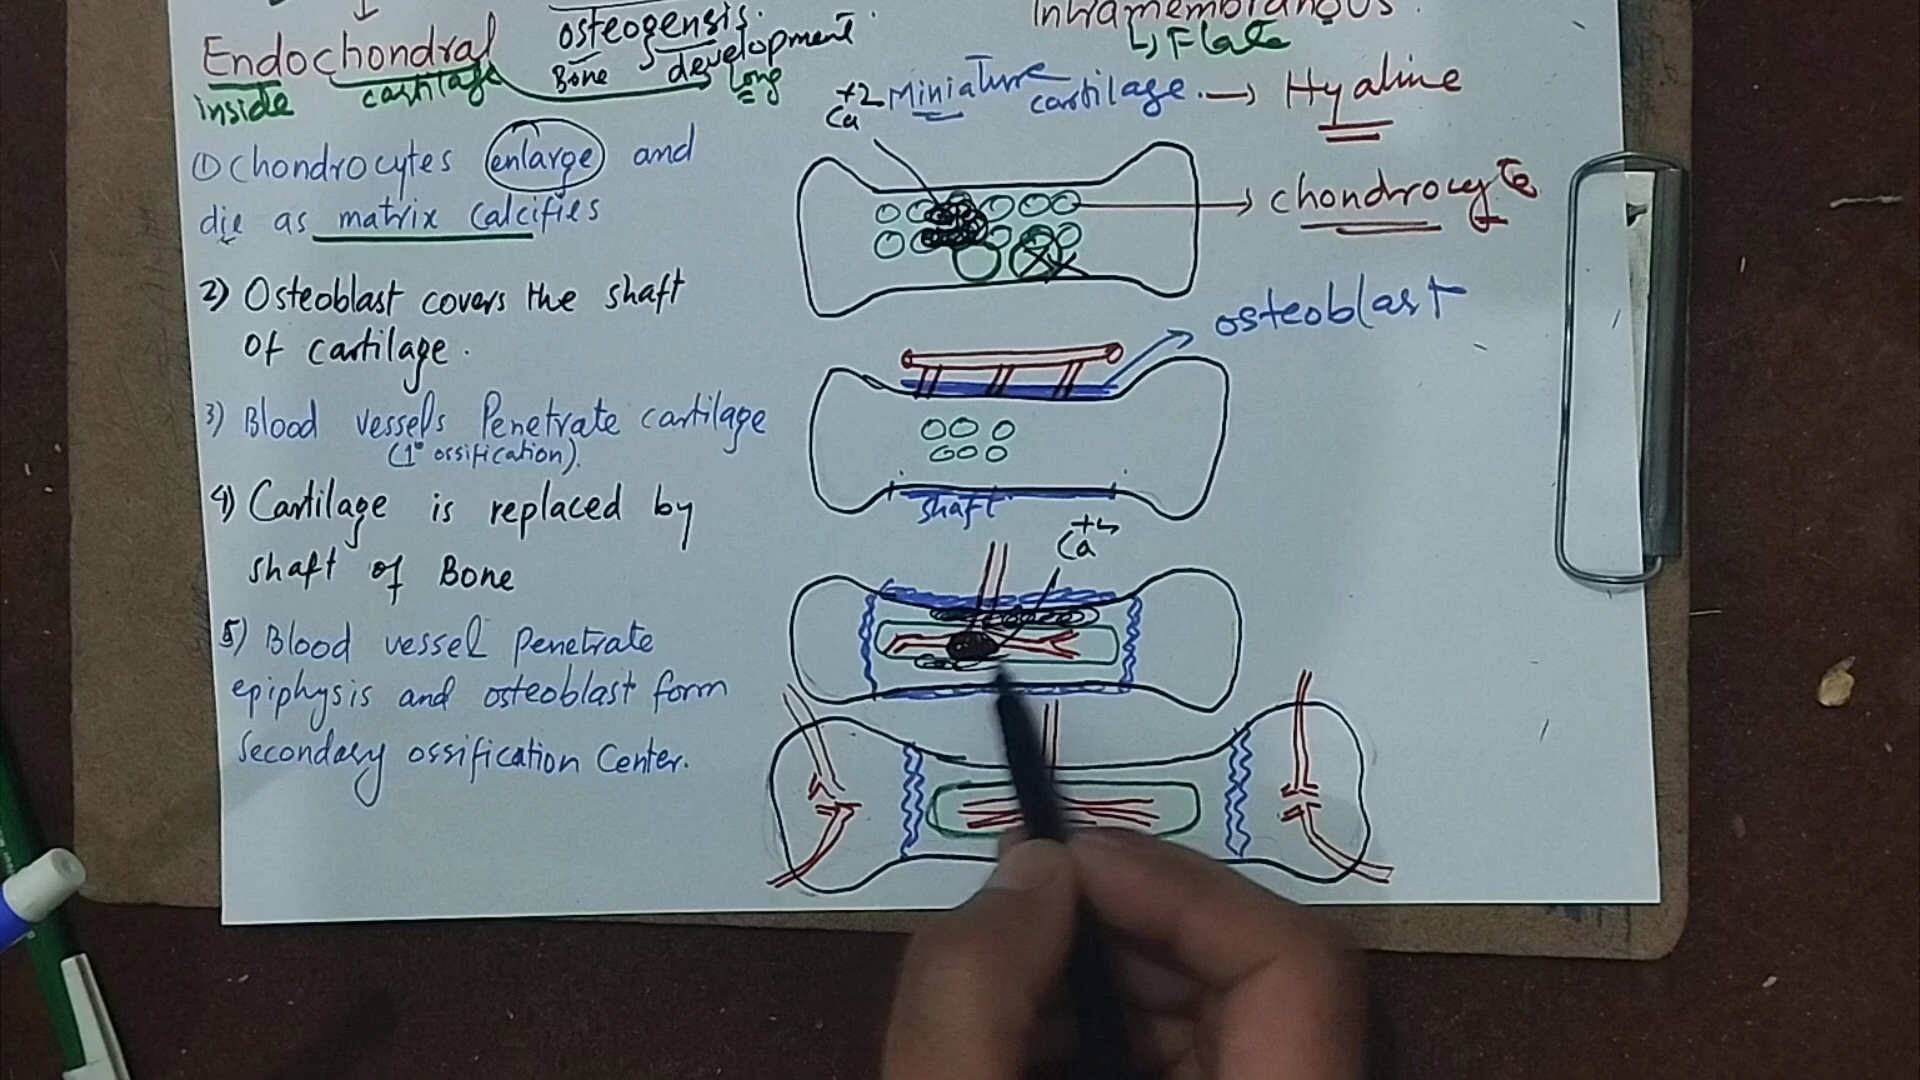 osteogensis.
Intramembranous.
Endochondral
Bone
development
↳ Flate
inside
cartilage
long
Ca+2
Miniature cartilage. → Hyaline
① Chondrocytes enlarge and
die as matrix calcifies
chondrocyte
2) Osteoblast covers the shaft
of cartilage.
osteoblast
3) Blood vessels Penetrate cartilage
(1° ossification).
shaft
4) Cartilage is replaced by
shaft of Bone
Ca
5) Blood vessel penetrate
epiphysis and osteoblast form
Secondary ossification Center.